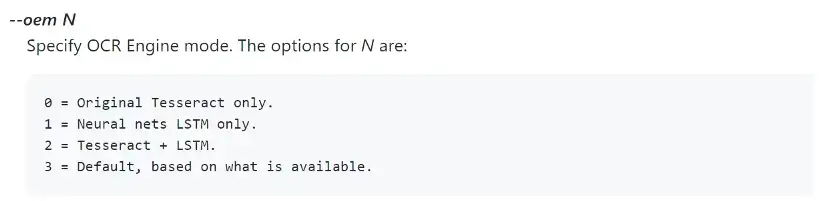 --oem N
Specify OCR Engine mode. The options for N are:
0 = Original Tesseract only.
1 = Neural nets LSTM only.
2 = Tesseract + LSTM.
3 = Default, based on what is available.